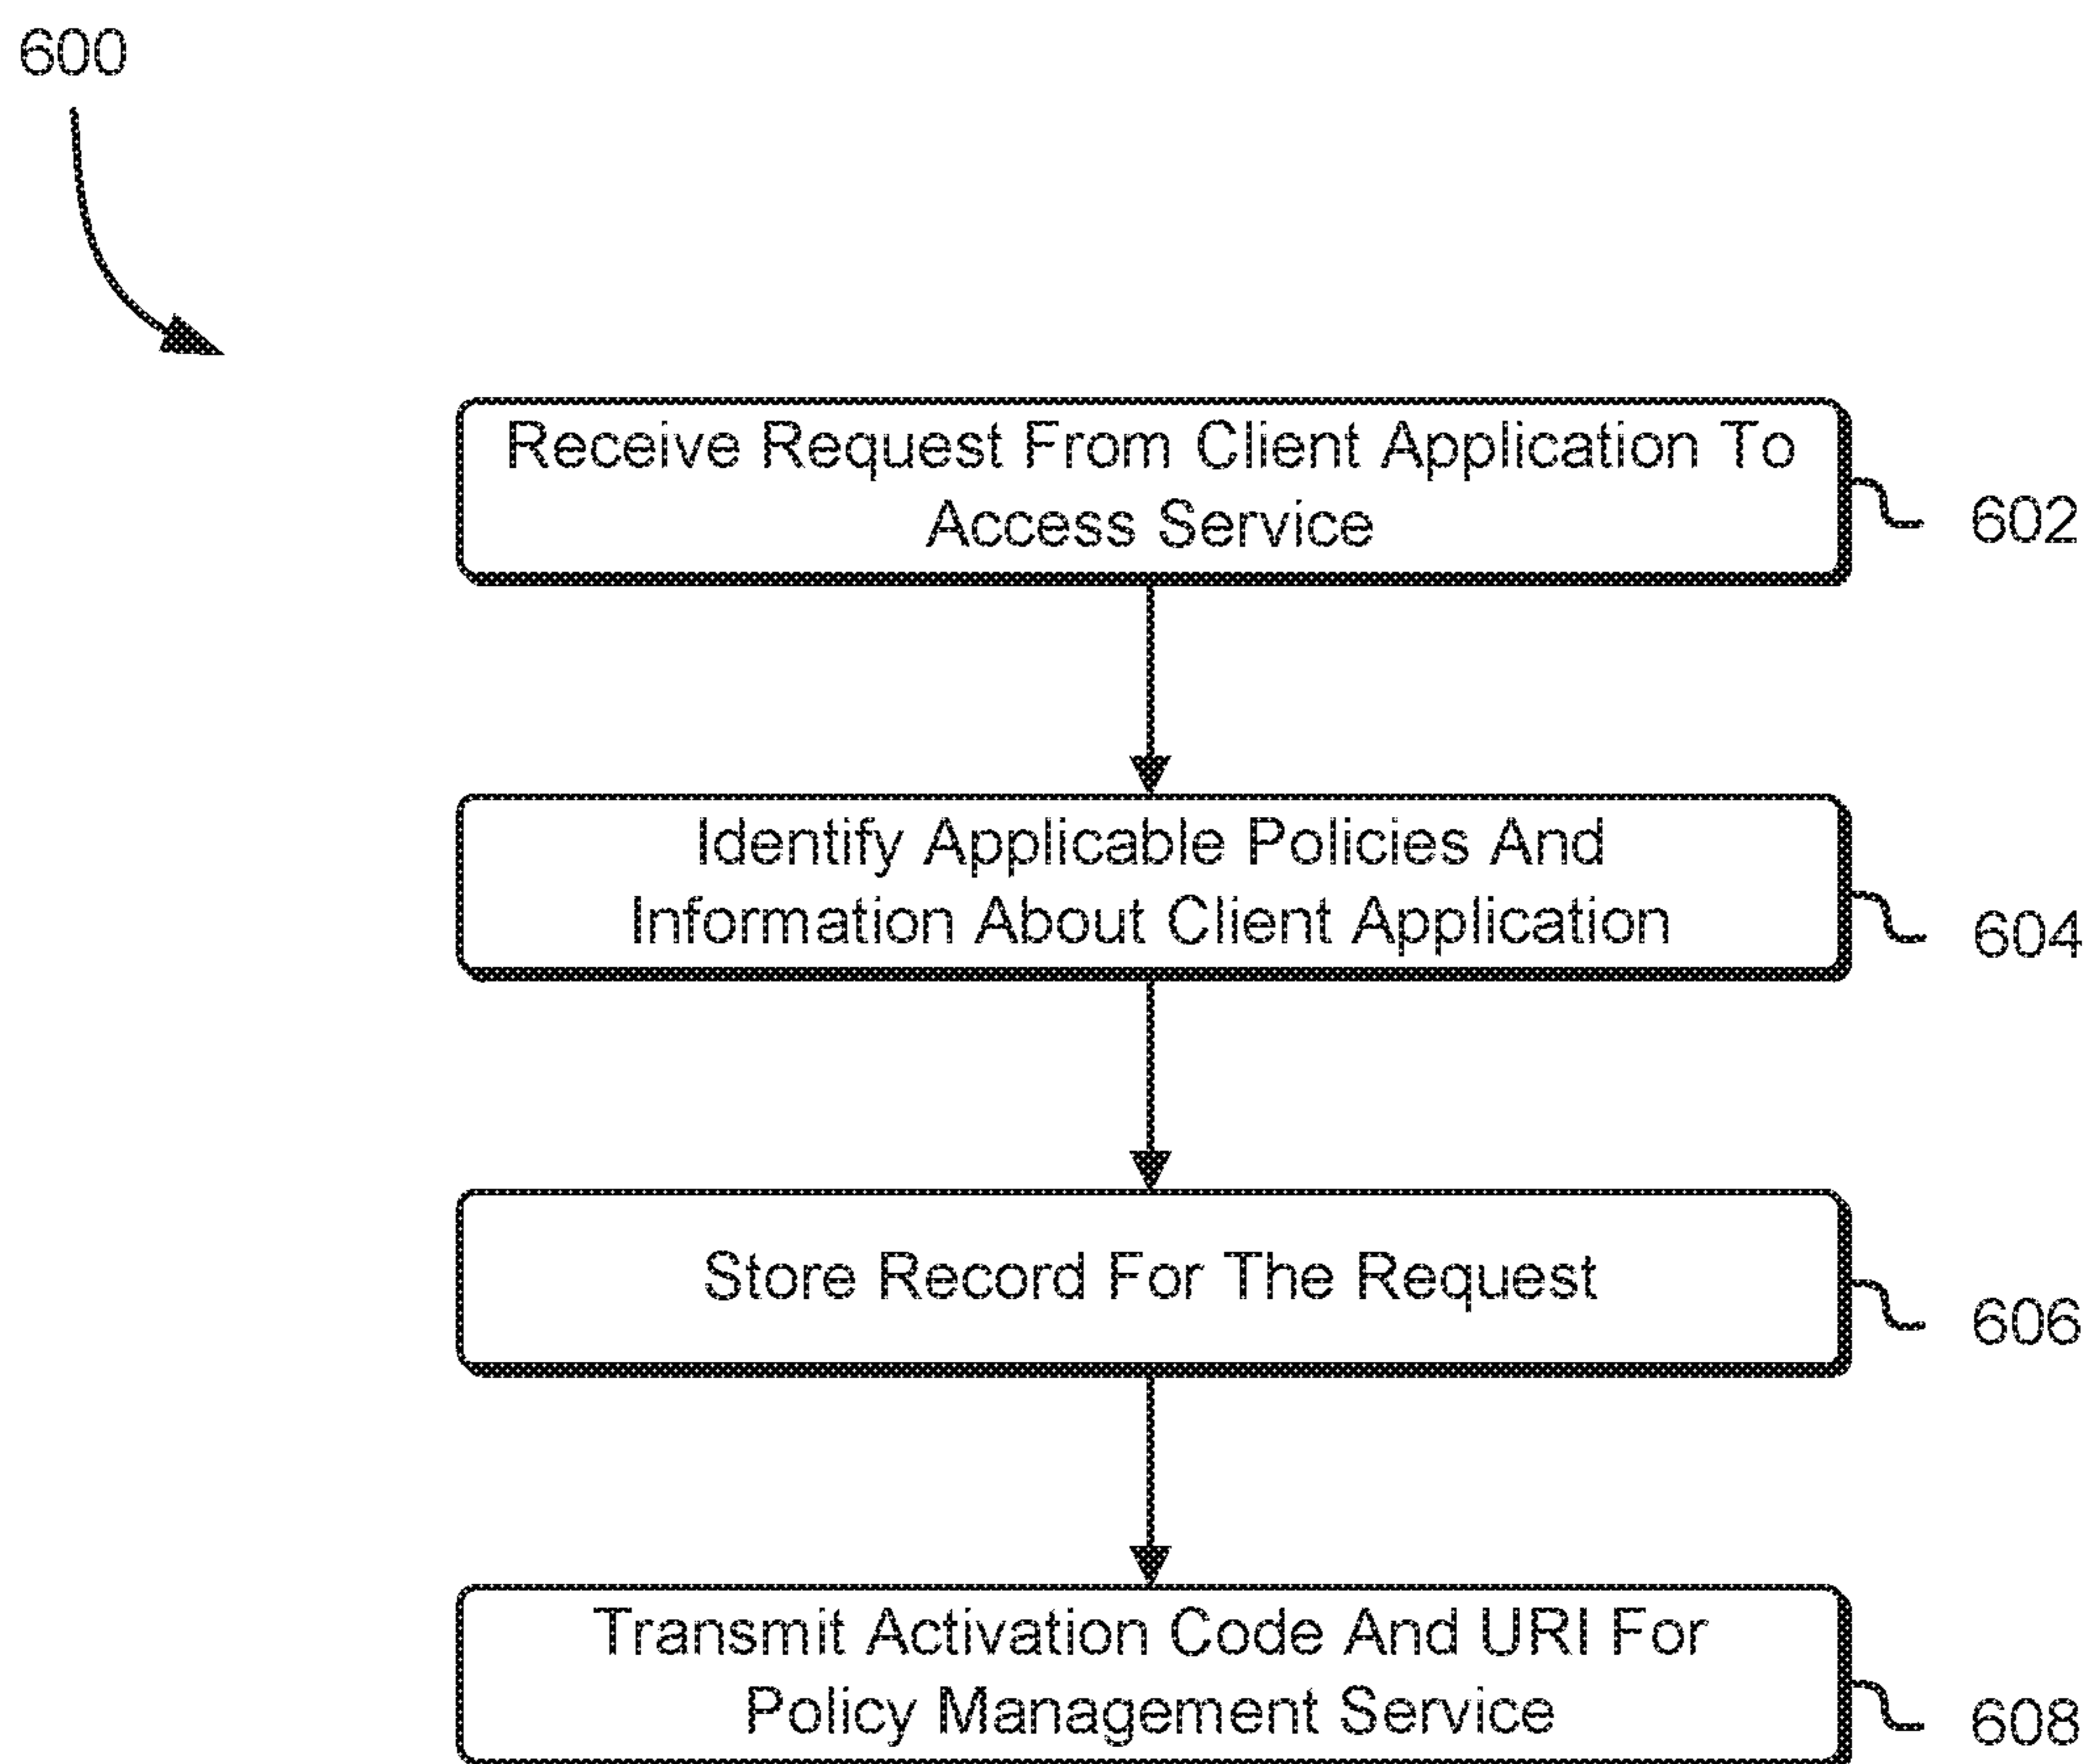 600
Receive Request From Client Application To
Access Service
602
Identify Applicable Policies And
Information About Client Application
604
Store Record For The Request
606
Transmit Activation Code And URI For
Policy Management Service
608